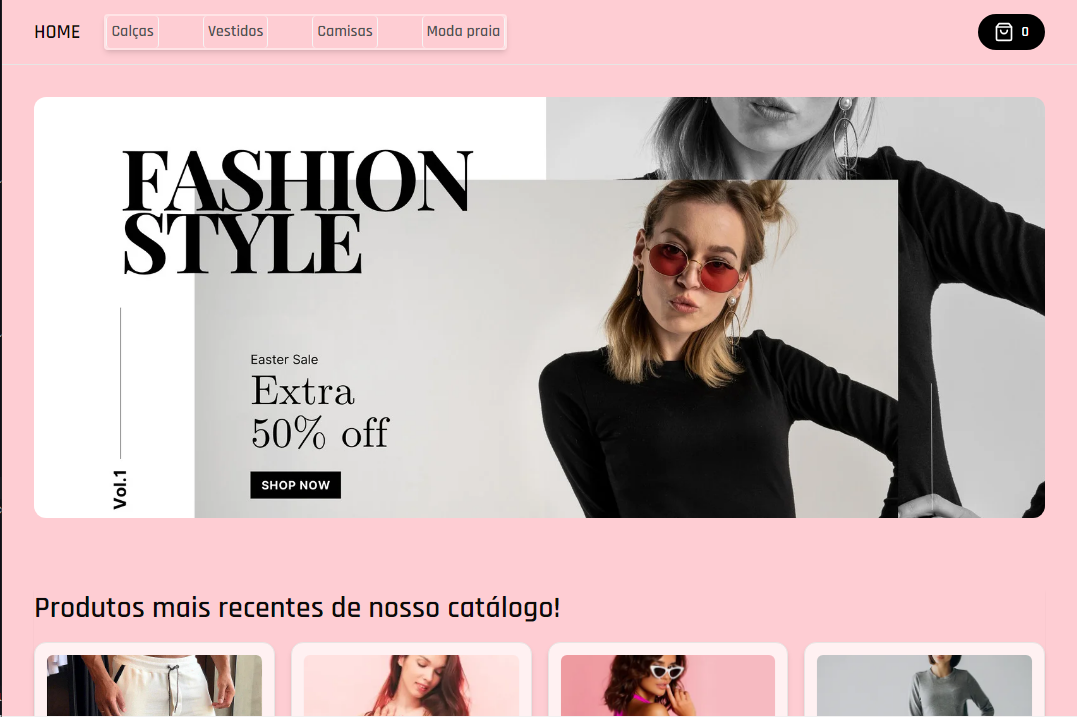 HOME
Calças
Vestidos
Camisas
Moda praia
0
FASHION
STYLE
Easter Sale
Extra
50% off
SHOP NOW
Vol.1
Produtos mais recentes de nosso catálogo!